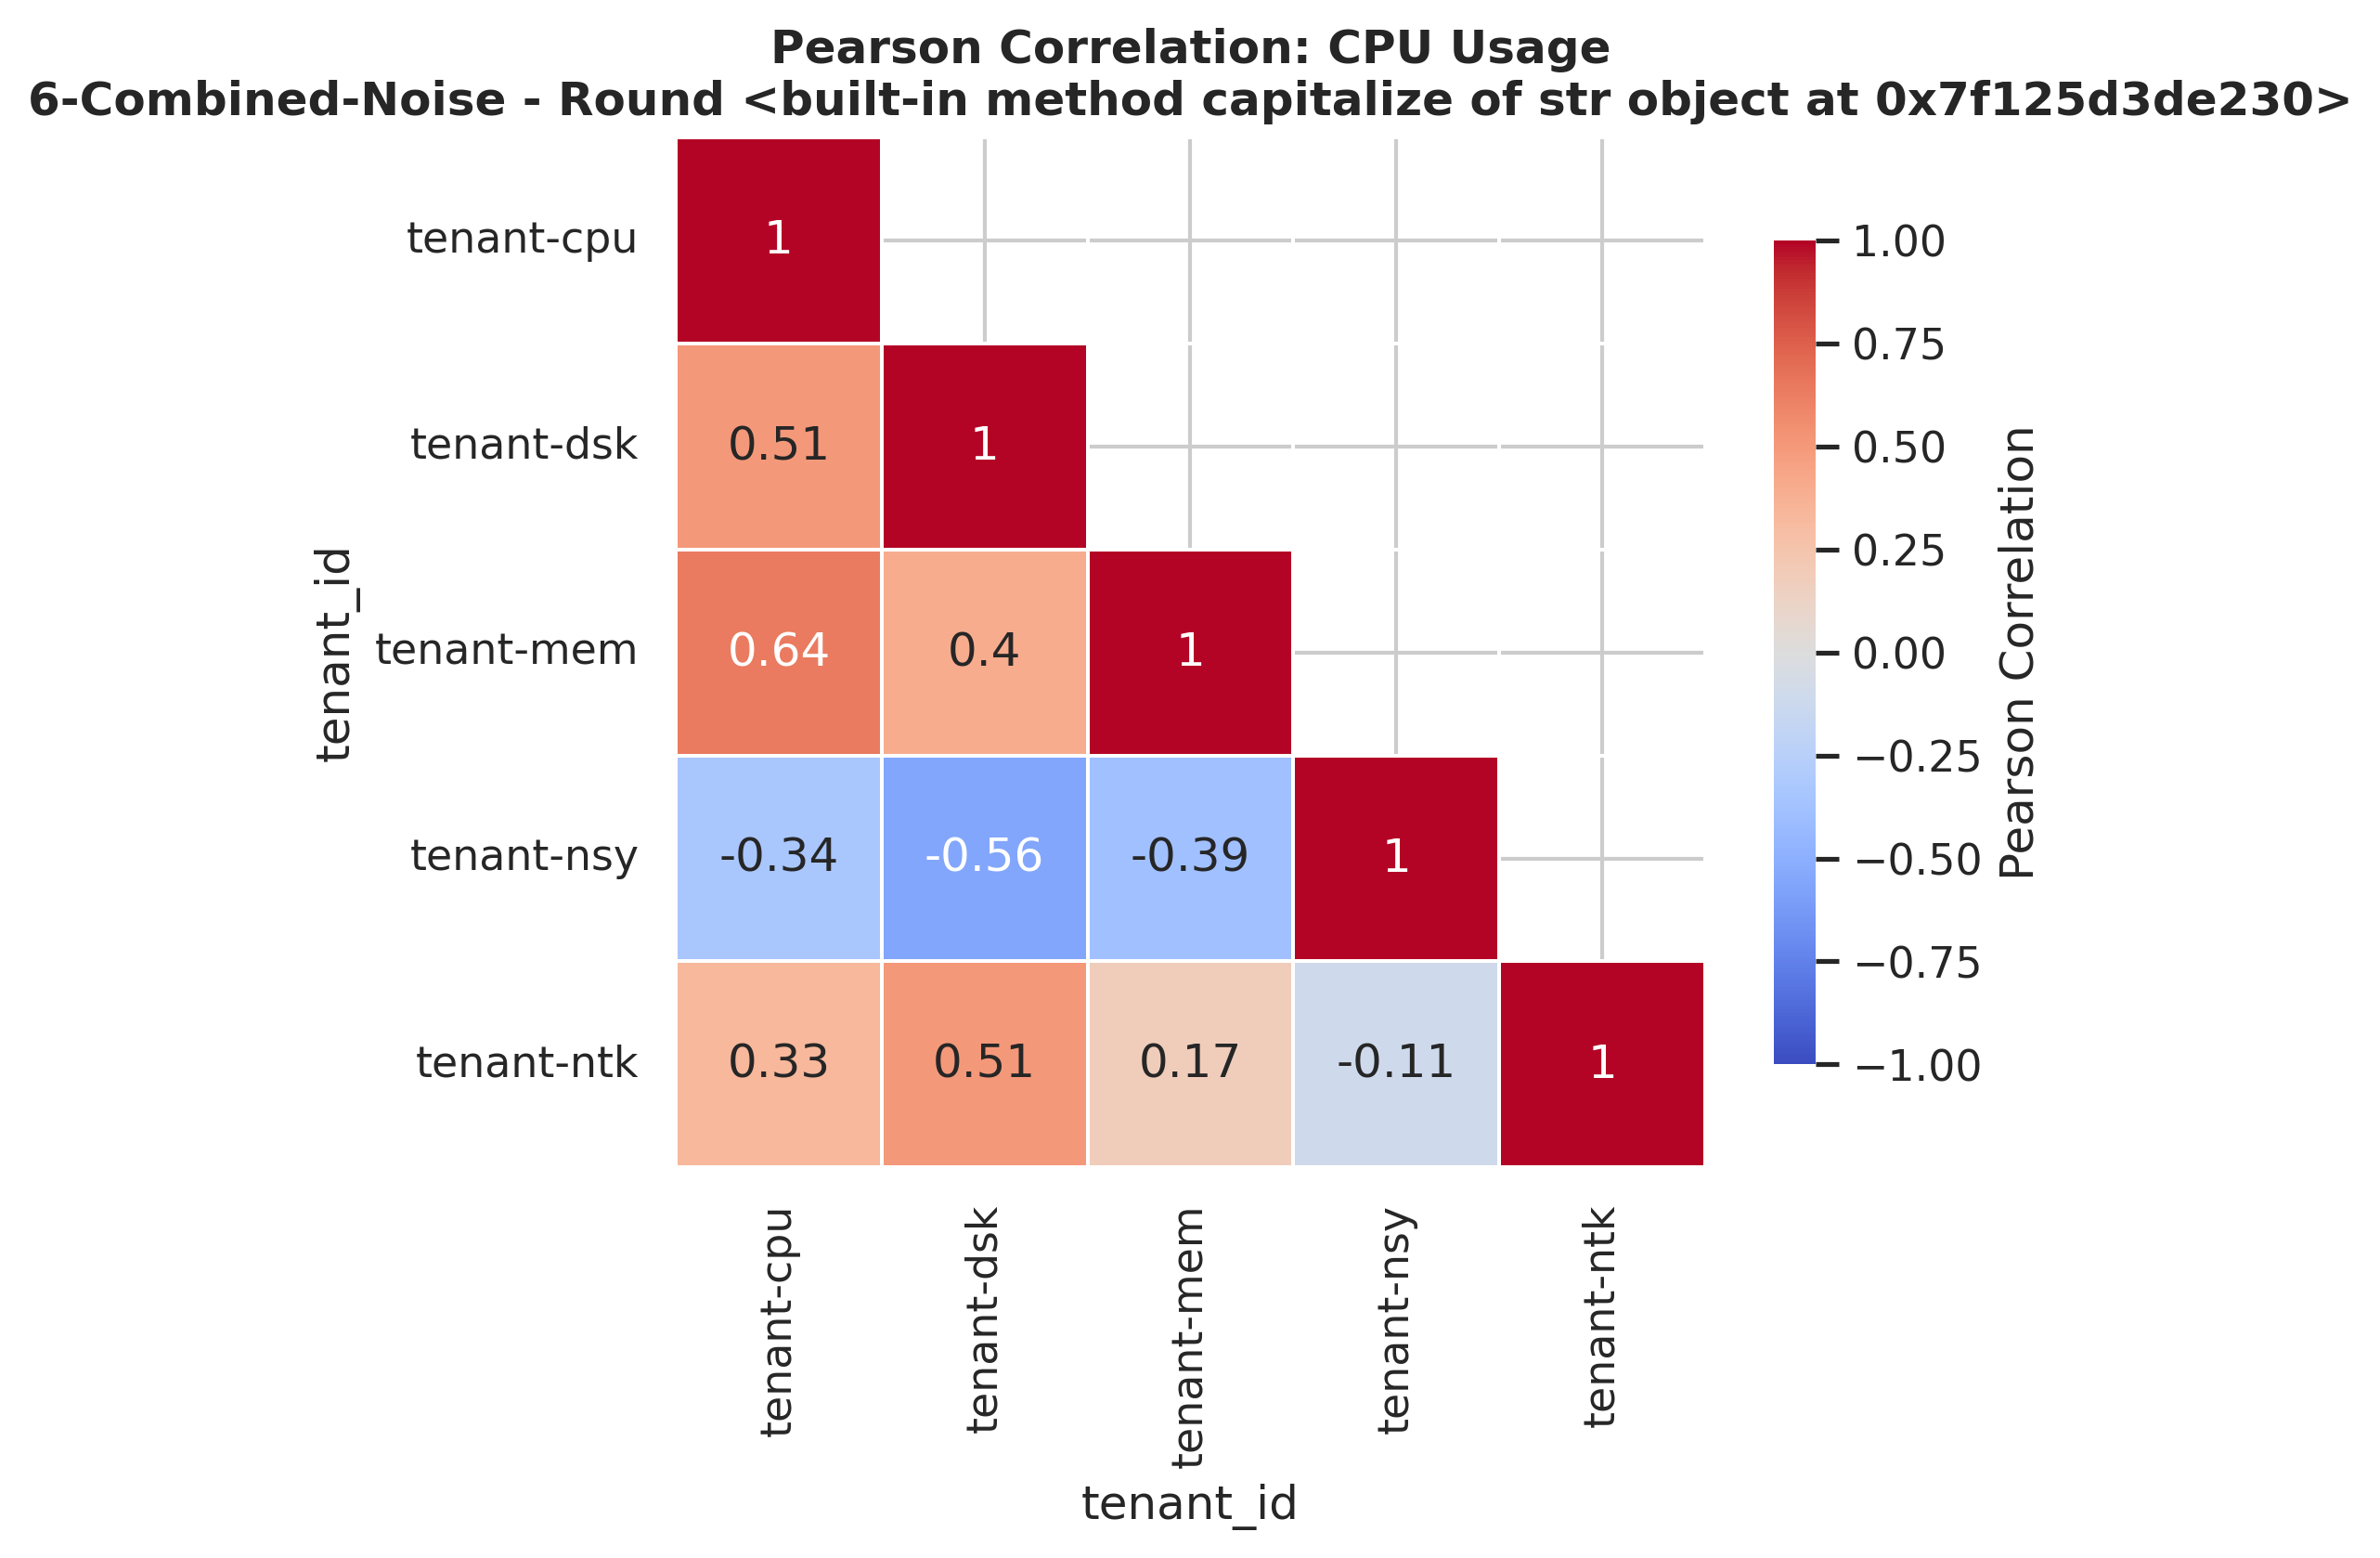 Pearson Correlation: CPU Usage
6-Combined-Noise - Round <built-in method capitalize of str object at 0x7f125d3de230>
tenant_id
tenant-cpu
1
tenant-dsk
0.51 1
tenant-mem
0.64 0.4 1
tenant-nsy
-0.34 -0.56 -0.39 1
tenant-ntk
0.33 0.51 0.17 -0.11 1
tenant-cpu
tenant-dsk
tenant-mem
tenant-nsy
tenant-ntk
tenant_id
1.00
0.75
0.50
0.25
0.00
−0.25
−0.50
−0.75
−1.00
Pearson Correlation